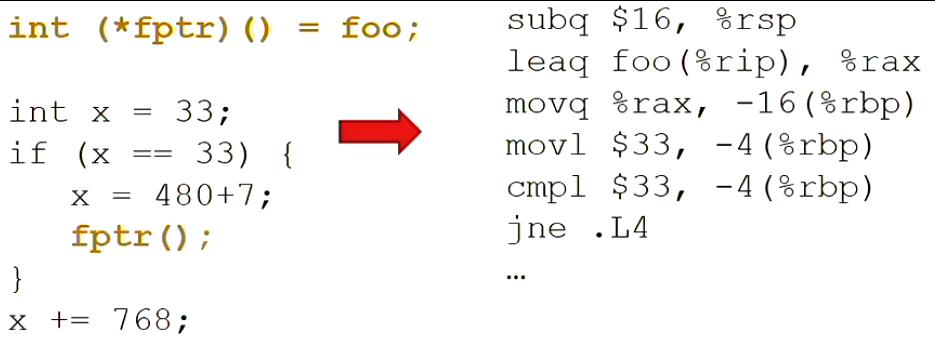 int (*fptr)() = foo;
int x = 33;
if (x == 33) {
x = 480+7;
fptr();
}
x += 768;
subq $16, %rsp
leaq foo(%rip), %rax
movq %rax, -16(%rbp)
movl $33, -4(%rbp)
cmpl $33, -4(%rbp)
jne .L4
…